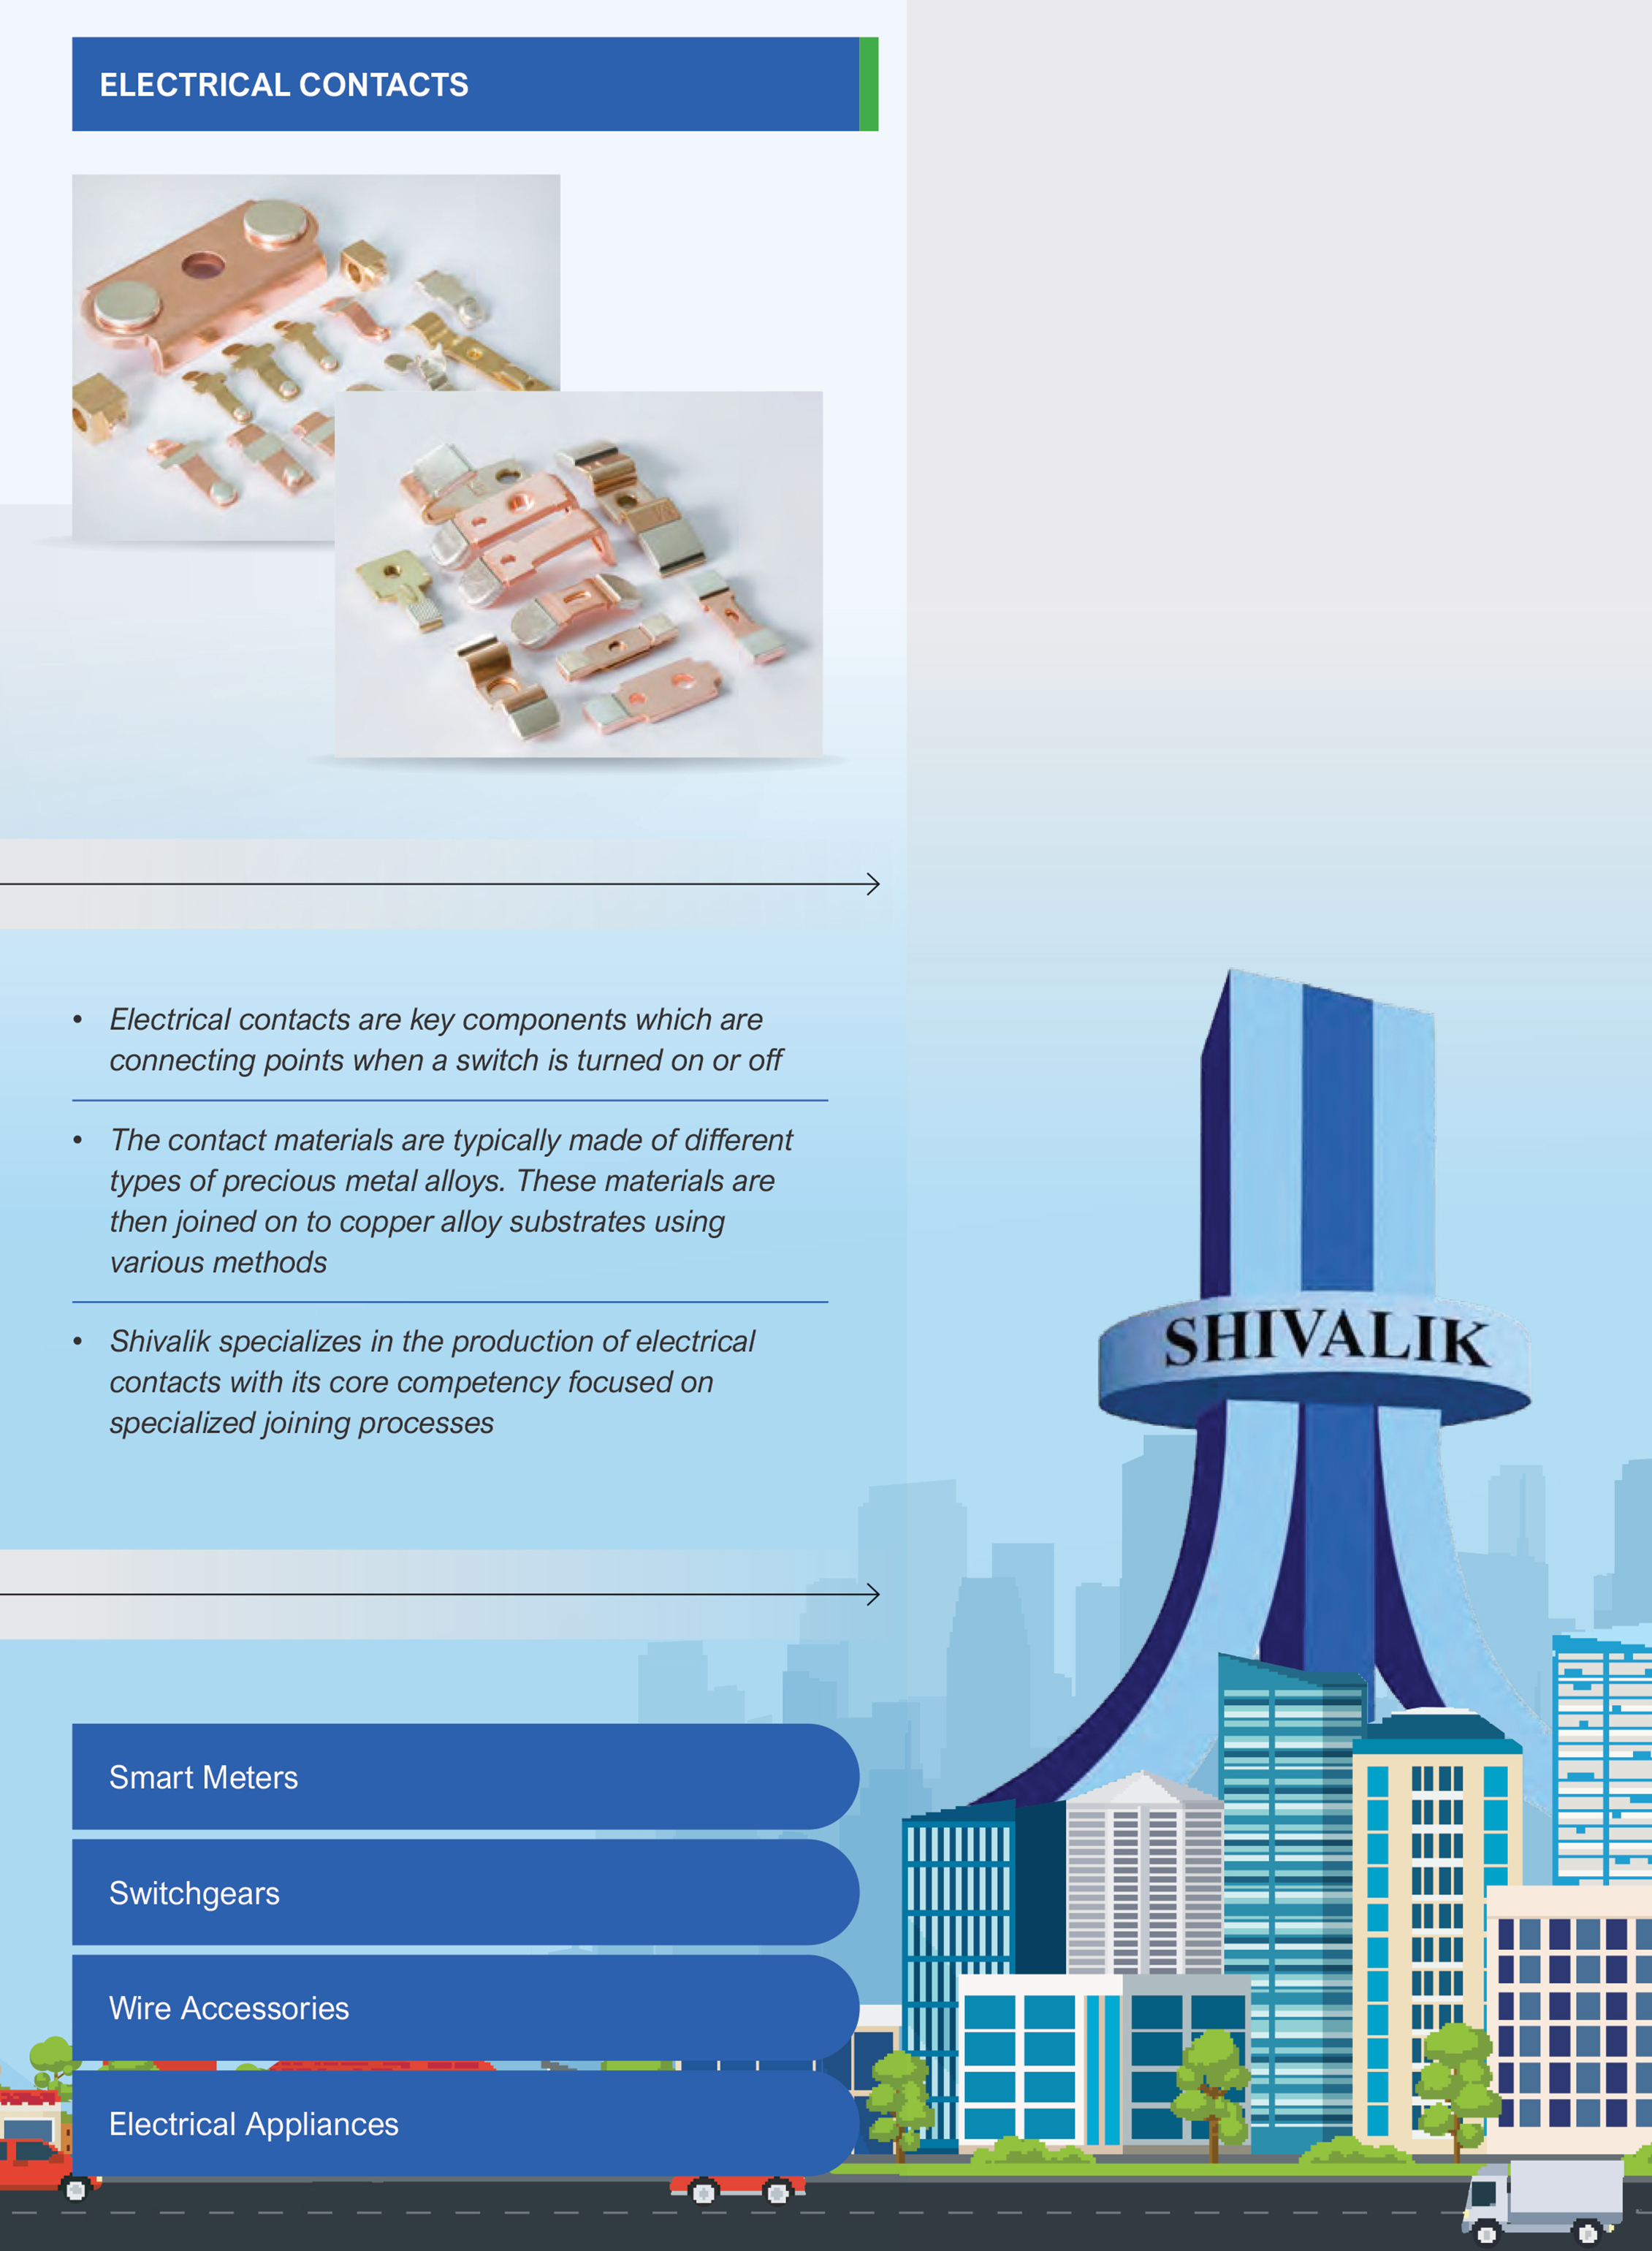 ELECTRICAL CONTACTS
• Electrical contacts are key components which are
connecting points when a switch is turned on or off
• The contact materials are typically made of different
types of precious metal alloys. These materials are
then joined on to copper alloy substrates using
various methods
• Shivalik specializes in the production of electrical
contacts with its core competency focused on
specialized joining processes
SHIVALIK
Smart Meters
Switchgears
Wire Accessories
Electrical Appliances